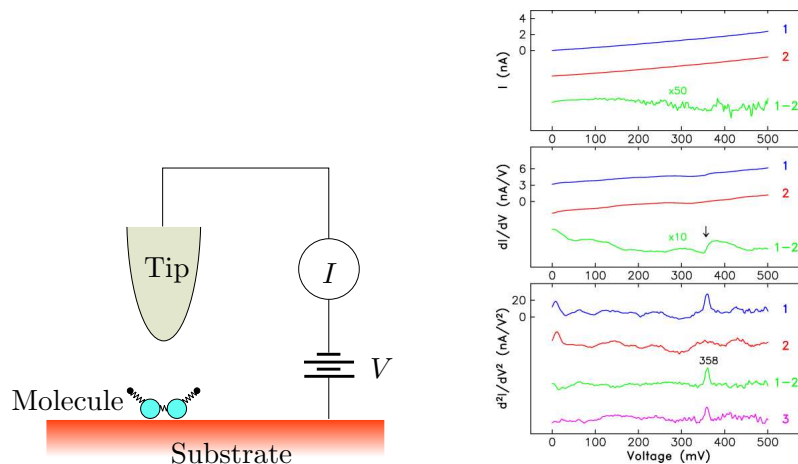 Tip
I
V
Molecule
Substrate
I (nA)
4
2
0
1
2
x50
1-2
0 100 200 300 400 500
dI/dV (nA/V)
6
3
0
1
2
x10
1-2
0 100 200 300 400 500
d²I/dV² (nA/V²)
20
0
1
2
358
1-2
3
0 100 200 300 400 500
Voltage (mV)